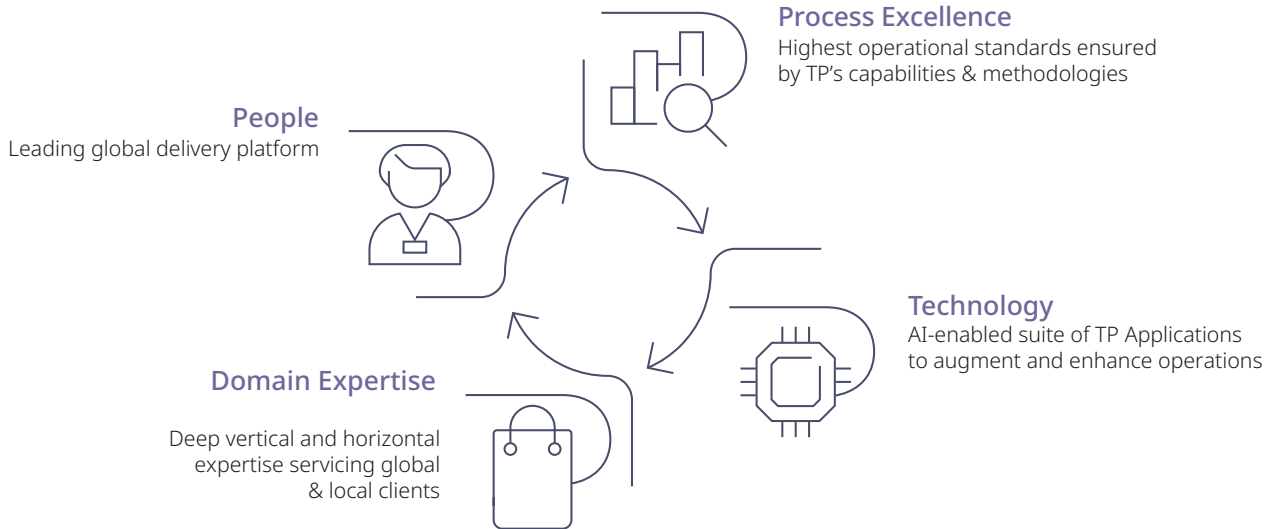 Process Excellence
Highest operational standards ensured
by TP’s capabilities & methodologies
People
Leading global delivery platform
Technology
AI-enabled suite of TP Applications
to augment and enhance operations
Domain Expertise
Deep vertical and horizontal
expertise servicing global
& local clients